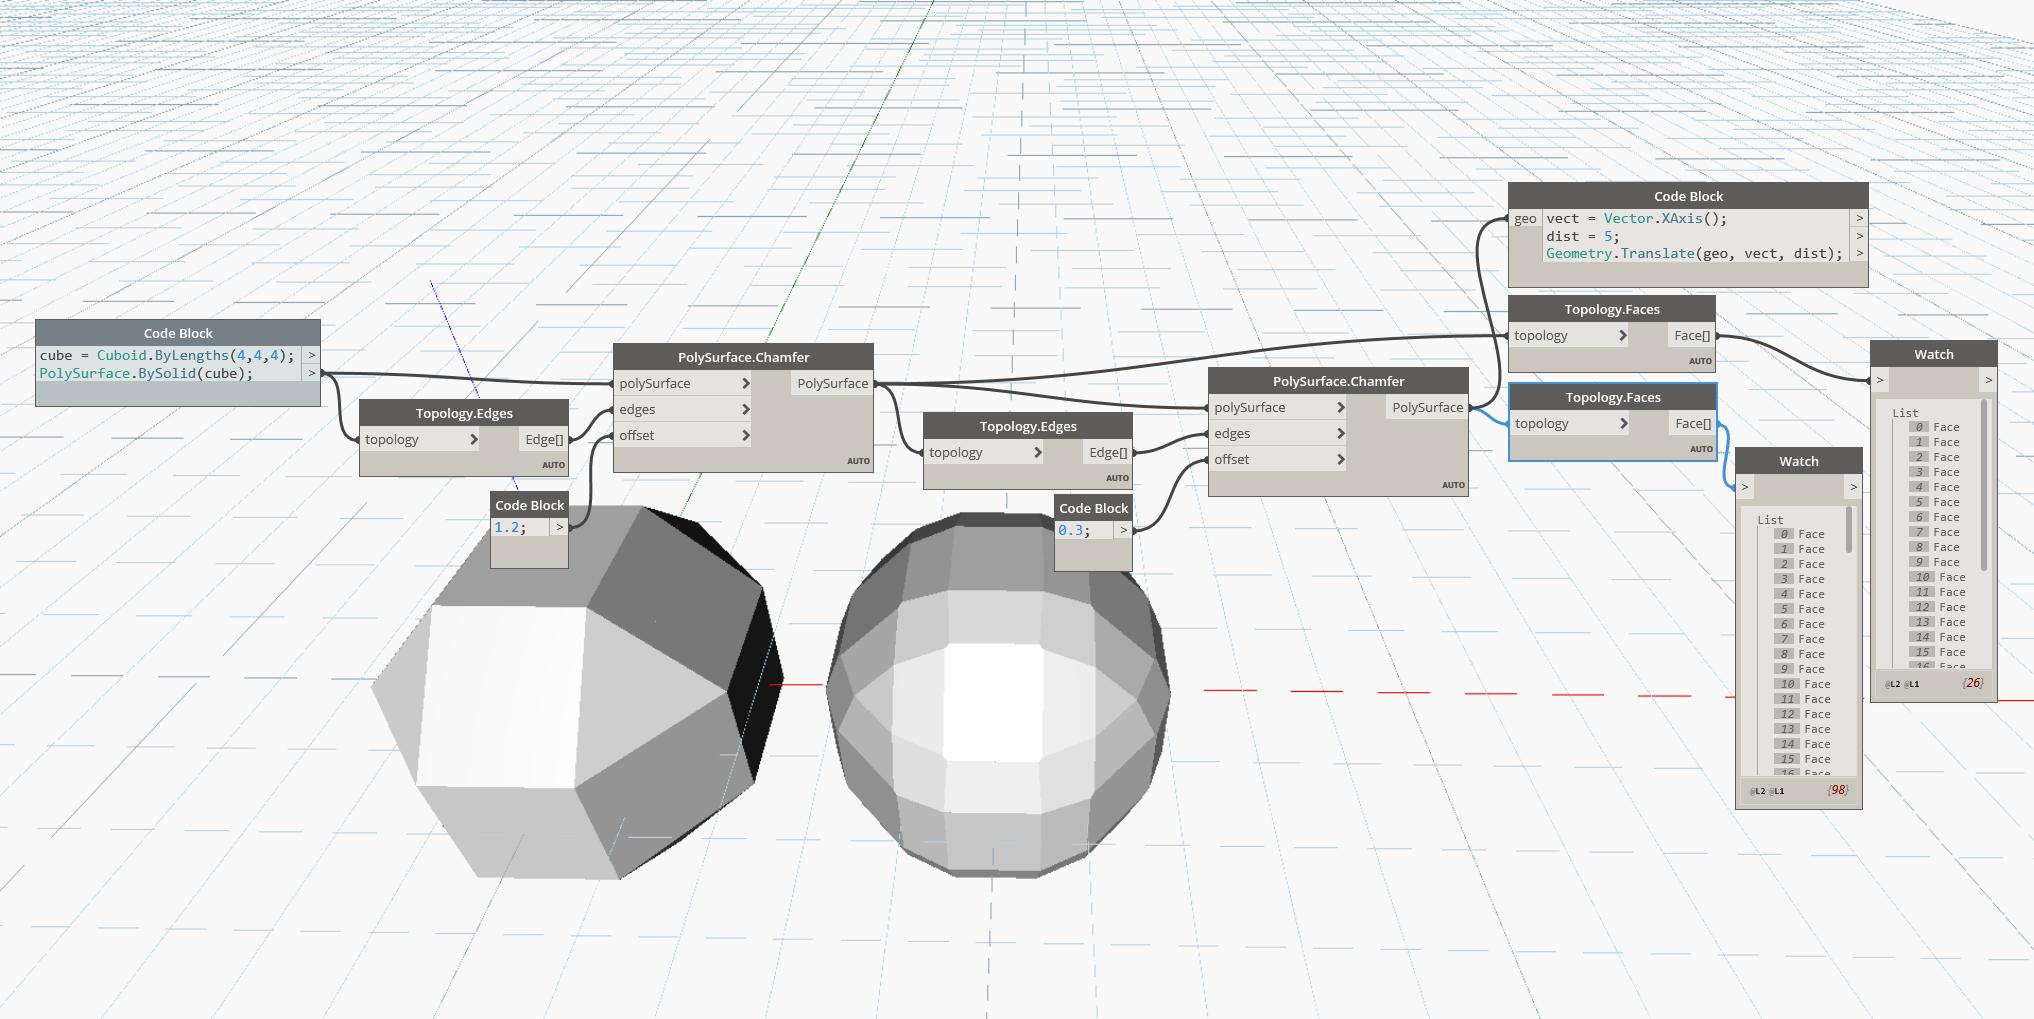 Code Block
cube = Cuboid.ByLengths(4,4,4); >
PolySurface.BySolid(cube); >
Topology.Edges
topology > Edge[]
AUTO
Code Block
1.2; >
PolySurface.Chamfer
polySurface > PolySurface
edges >
offset >
AUTO
Topology.Edges
topology > Edge[]
AUTO
Code Block
0.3; >
PolySurface.Chamfer
polySurface > PolySurface
edges >
offset >
AUTO
Code Block
geo vect = Vector.XAxis(); >
dist = 5; >
Geometry.Translate(geo, vect, dist); >
Topology.Faces
topology > Face[]
AUTO
Topology.Faces
topology > Face[]
AUTO
Watch
> >
List
0 Face
1 Face
2 Face
3 Face
4 Face
5 Face
6 Face
7 Face
8 Face
9 Face
10 Face
11 Face
12 Face
13 Face
14 Face
15 Face
16 Face
@L2 @L1 {98}
Watch
> >
List
0 Face
1 Face
2 Face
3 Face
4 Face
5 Face
6 Face
7 Face
8 Face
9 Face
10 Face
11 Face
12 Face
13 Face
14 Face
15 Face
16 Face
@L2 @L1 {26}